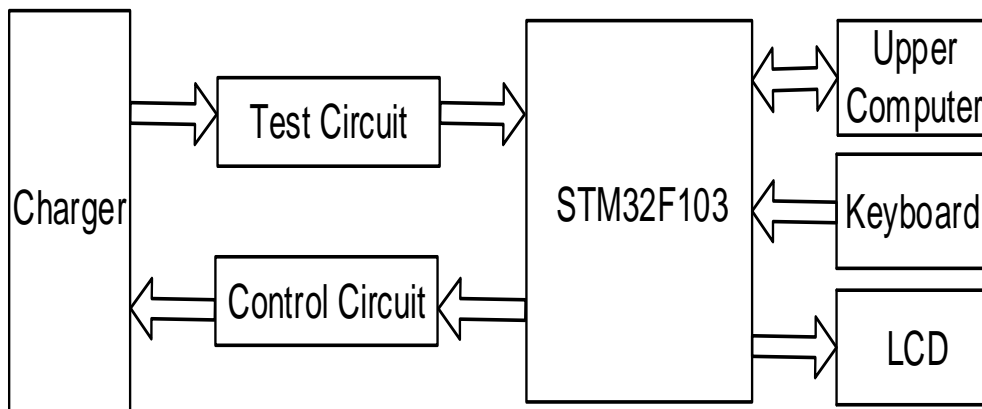 Charger
Test Circuit
Control Circuit
STM32F103
Upper
Computer
Keyboard
LCD